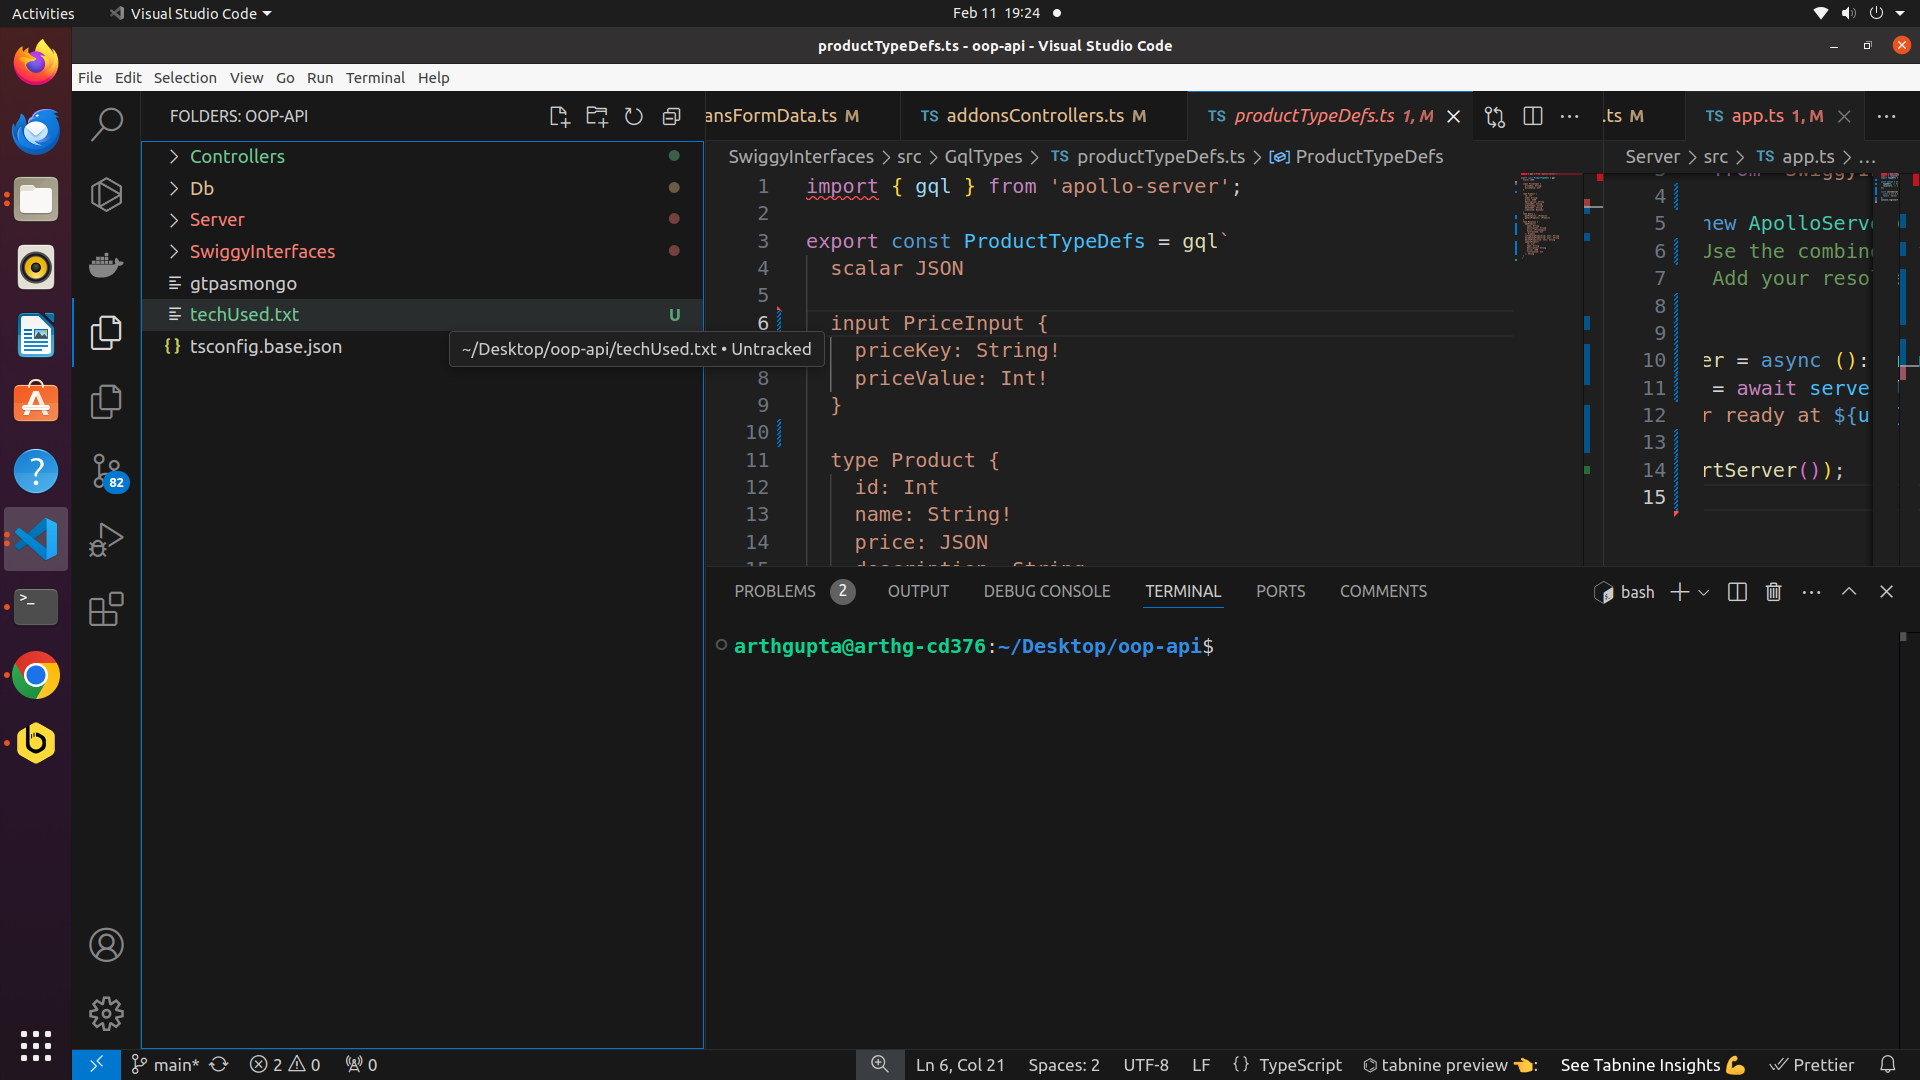 Activities Visual Studio Code Feb 11 19:24
productTypeDefs.ts - oop-api - Visual Studio Code
File Edit Selection View Go Run Terminal Help
FOLDERS: OOP-API
Controllers
Db
Server
SwiggyInterfaces
gtpasmongo
techUsed.txt U
tsconfig.base.json
~/Desktop/oop-api/techUsed.txt • Untracked
82
ansFormData.ts M TS addonsControllers.ts M TS productTypeDefs.ts 1, M
SwiggyInterfaces > src > GqlTypes > TS productTypeDefs.ts > ProductTypeDefs
1 import { gql } from 'apollo-server';
2
3 export const ProductTypeDefs = gql`
4 scalar JSON
5
6 input PriceInput {
priceKey: String!
8 priceValue: Int!
9 }
10
11 type Product {
12 id: Int
13 name: String!
14 price: JSON
.ts M TS app.ts 1, M
Server > src > TS app.ts > ...
4
5 new ApolloServe
6 Use the combine
7 Add your resol
8
9
10 er = async ():
11 = await serve
12 r ready at ${u
13
14 rtServer());
15
PROBLEMS 2 OUTPUT DEBUG CONSOLE TERMINAL PORTS COMMENTS bash
arthgupta@arthg-cd376:~/Desktop/oop-api$
main* 2 0 0 Ln 6, Col 21 Spaces: 2 UTF-8 LF {} TypeScript tabnine preview 👈: See Tabnine Insights 💪 Prettier